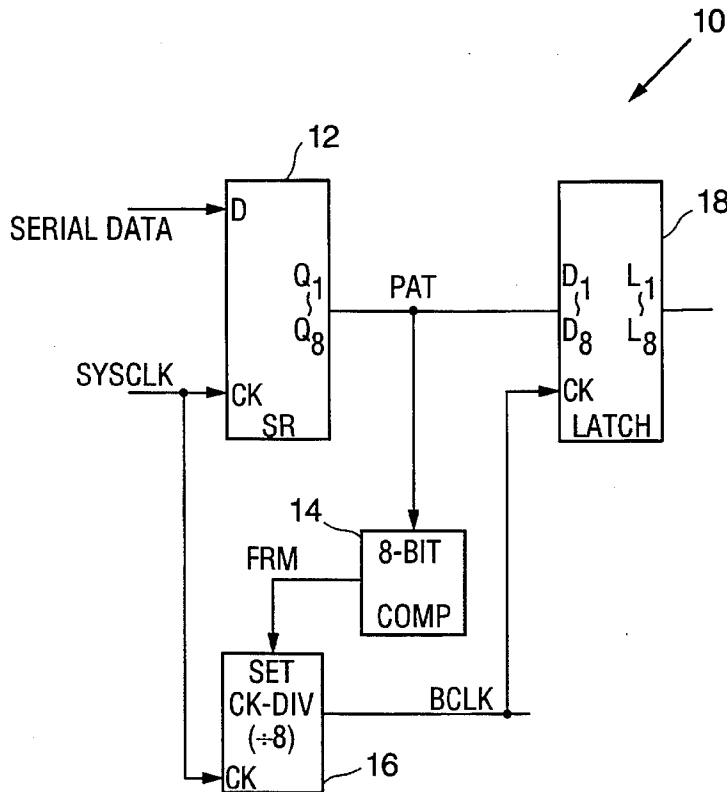 10
12
18
D
SERIAL DATA
Q1
Q8
PAT
D1
D8
L1
L8
SYSCLK
CK
SR
CK
LATCH
14
8-BIT
COMP
FRM
SET
CK-DIV
(÷8)
CK
BCLK
16